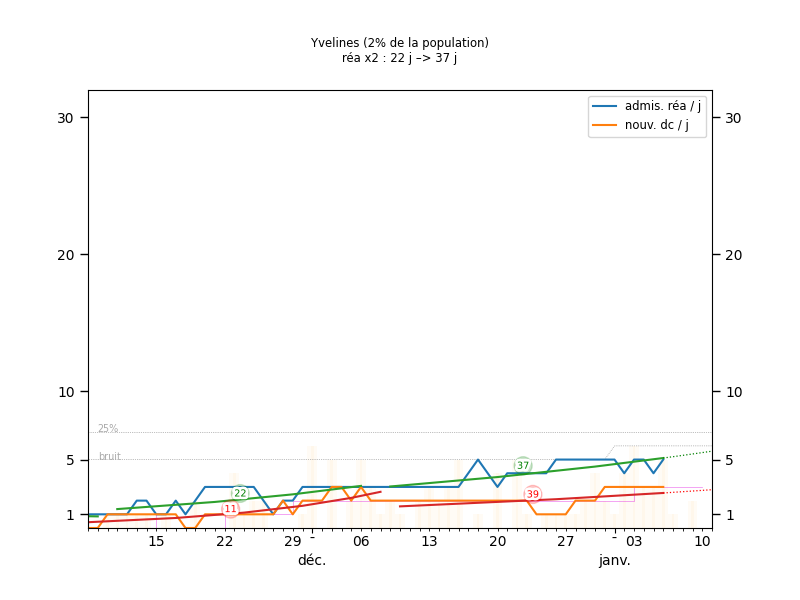 Yvelines (2% de la population)
réa x2 : 22 j –> 37 j
admis. réa / j
nouv. dc / j
30 30
20 20
10 10
25%
5 bruit 5
37
22
39
11
1 1
15 22 29 - 06 13 20 27 - 03 10
déc. janv.